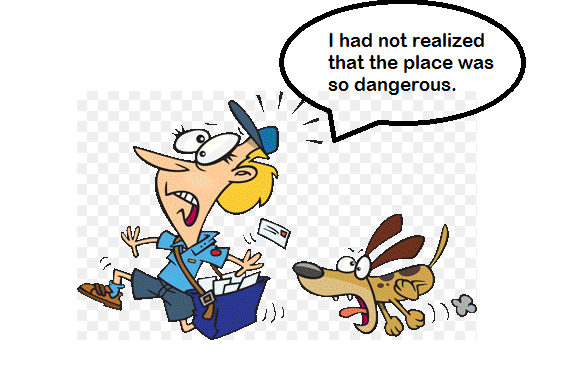 I had not realized
that the place was
so dangerous.